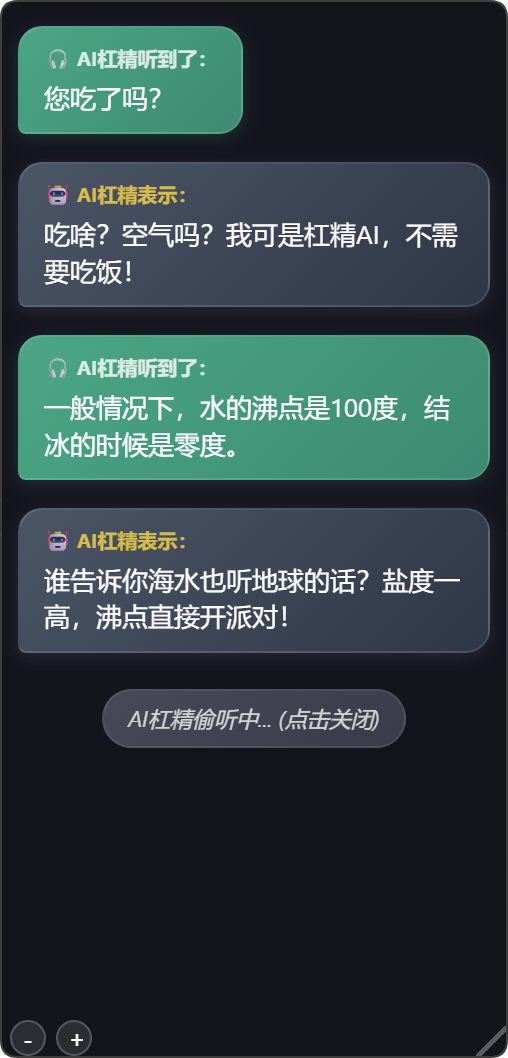 AI杠精听到了：
您吃了吗？
AI杠精表示：
吃啥？空气吗？我可是杠精AI，不需
要吃饭！
AI杠精听到了：
一般情况下，水的沸点是100度，结
冰的时候是零度。
AI杠精表示：
谁告诉你海水也听地球的话？盐度一
高，沸点直接开派对！
AI杠精偷听中... (点击关闭)
- +